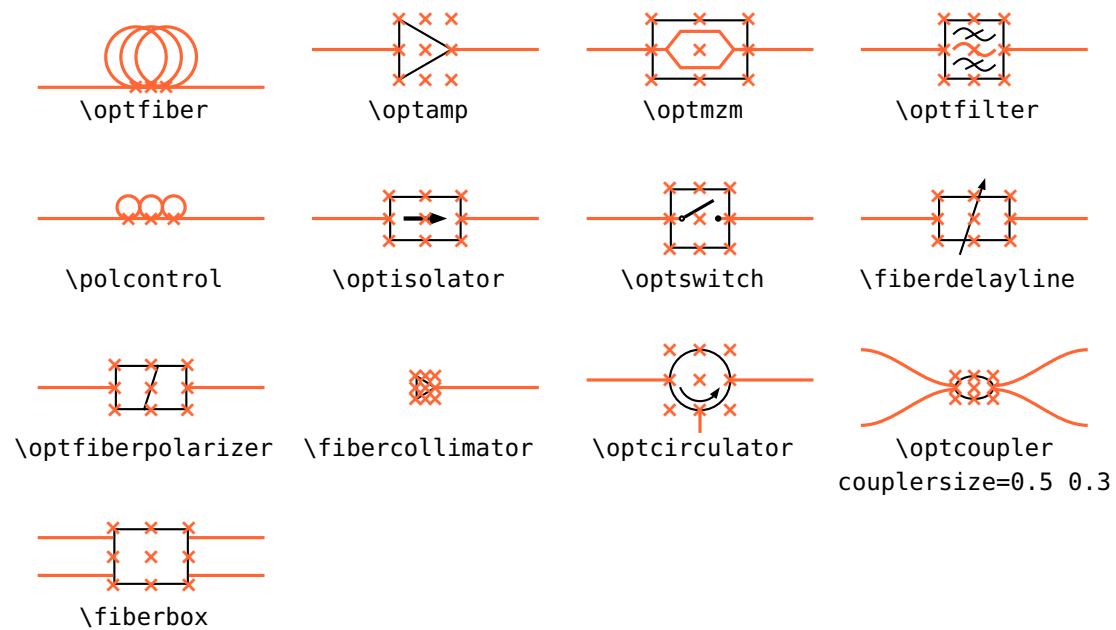 \optfiber
\optamp
\optmzm
\optfilter
\polcontrol
\optisolator
\optswitch
\fiberdelayline
\optfiberpolarizer
\fibercollimator
\optcirculator
\optcoupler
couplersize=0.5 0.3
\fiberbox